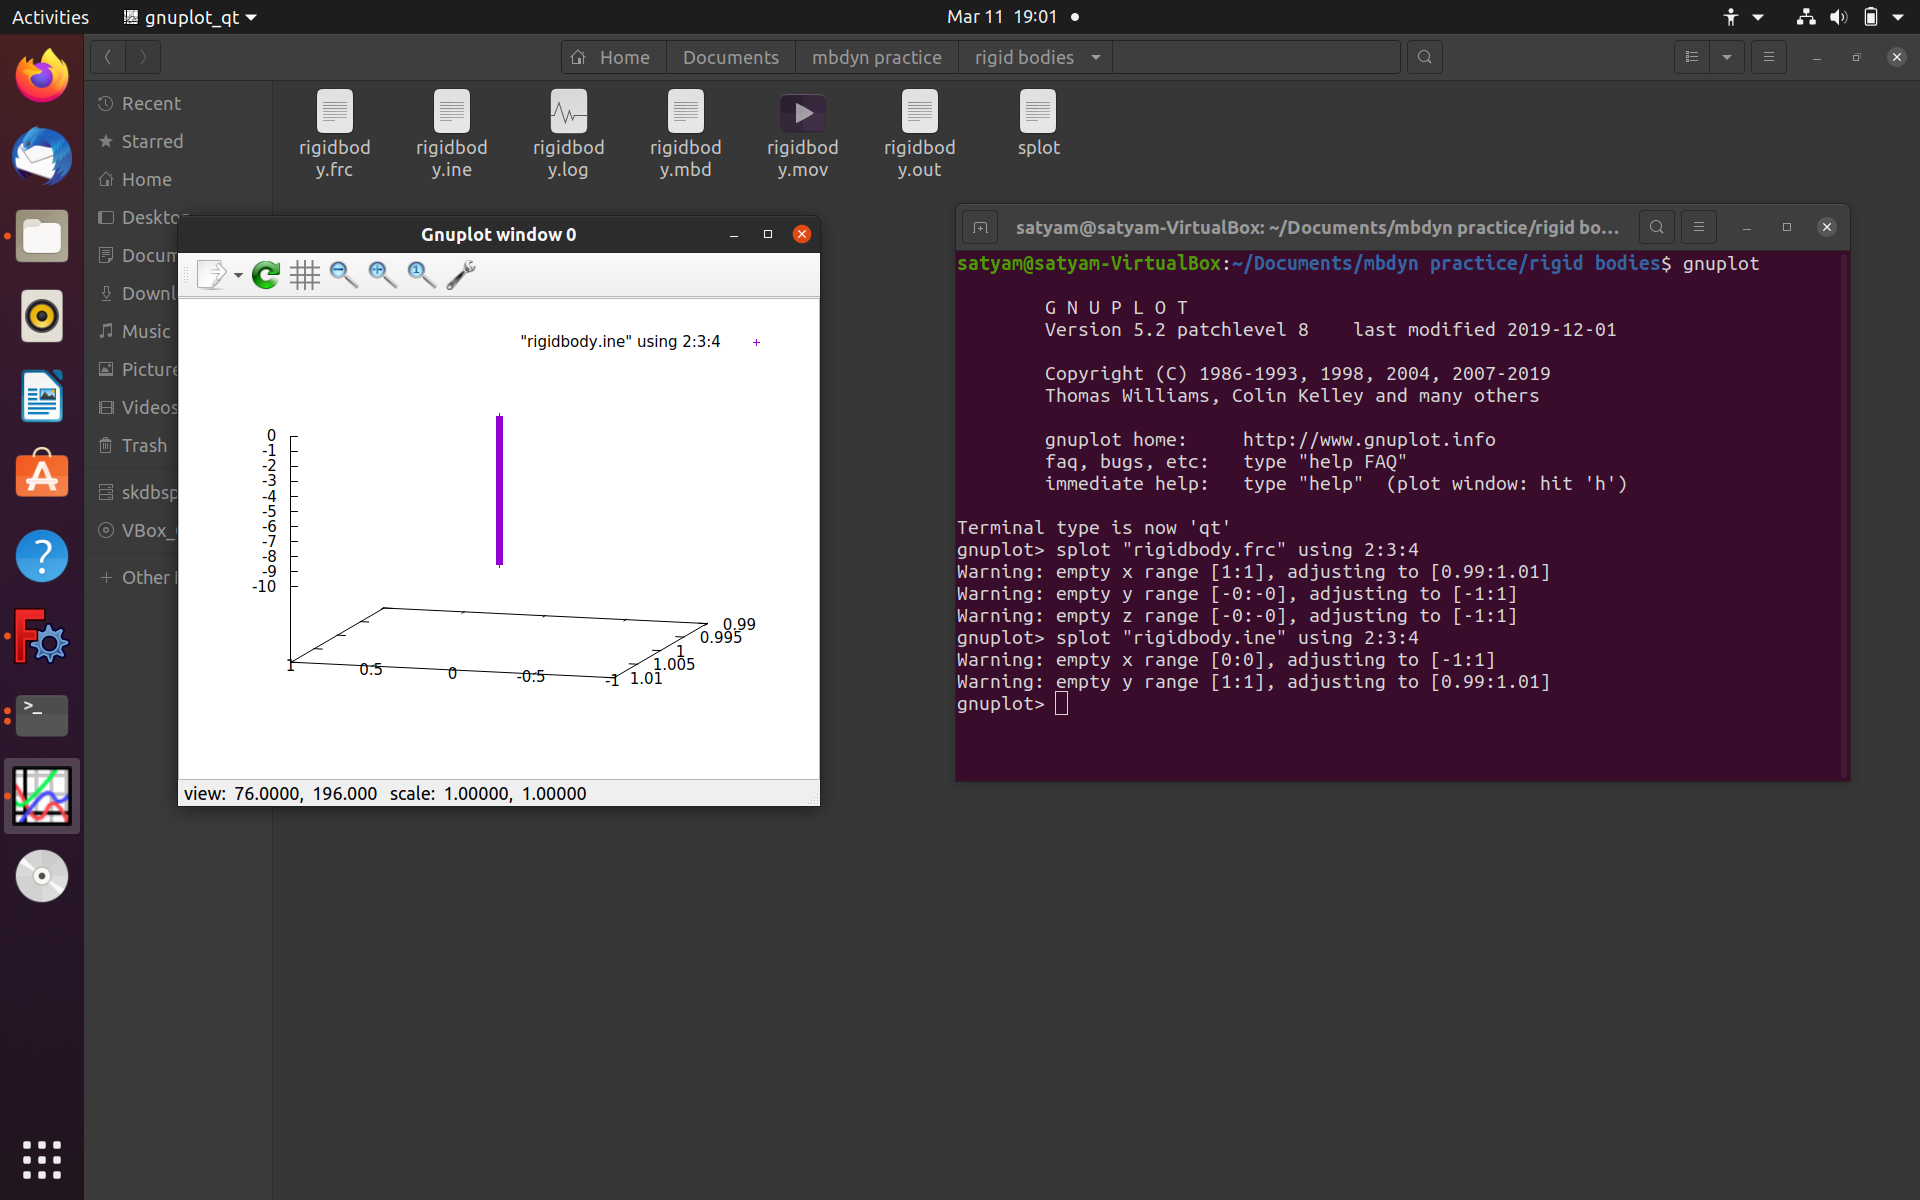 Activities
gnuplot_qt
Mar 11 19:01
Home
Documents
mbdyn practice
rigid bodies
Recent
Starred
Home
Deskto
Docum
Downl
Music
Picture
Videos
Trash
skdbsp
VBox_
Other
rigidbod
y.frc
rigidbod
y.ine
rigidbod
y.log
rigidbod
y.mbd
rigidbod
y.mov
rigidbod
y.out
splot
Gnuplot window 0
"rigidbody.ine" using 2:3:4
0
-1
-2
-3
-4
-5
-6
-7
-8
-9
-10
1
0.5
0
-0.5
-1
0.99
0.995
1
1.005
1.01
view: 76.0000, 196.000 scale: 1.00000, 1.00000
satyam@satyam-VirtualBox: ~/Documents/mbdyn practice/rigid bo...
satyam@satyam-VirtualBox:~/Documents/mbdyn practice/rigid bodies$ gnuplot
G N U P L O T
Version 5.2 patchlevel 8    last modified 2019-12-01
Copyright (C) 1986-1993, 1998, 2004, 2007-2019
Thomas Williams, Colin Kelley and many others
gnuplot home:     http://www.gnuplot.info
faq, bugs, etc:   type "help FAQ"
immediate help:   type "help"  (plot window: hit 'h')
Terminal type is now 'qt'
gnuplot> splot "rigidbody.frc" using 2:3:4
Warning: empty x range [1:1], adjusting to [0.99:1.01]
Warning: empty y range [-0:-0], adjusting to [-1:1]
Warning: empty z range [-0:-0], adjusting to [-1:1]
gnuplot> splot "rigidbody.ine" using 2:3:4
Warning: empty x range [0:0], adjusting to [-1:1]
Warning: empty y range [1:1], adjusting to [0.99:1.01]
gnuplot>